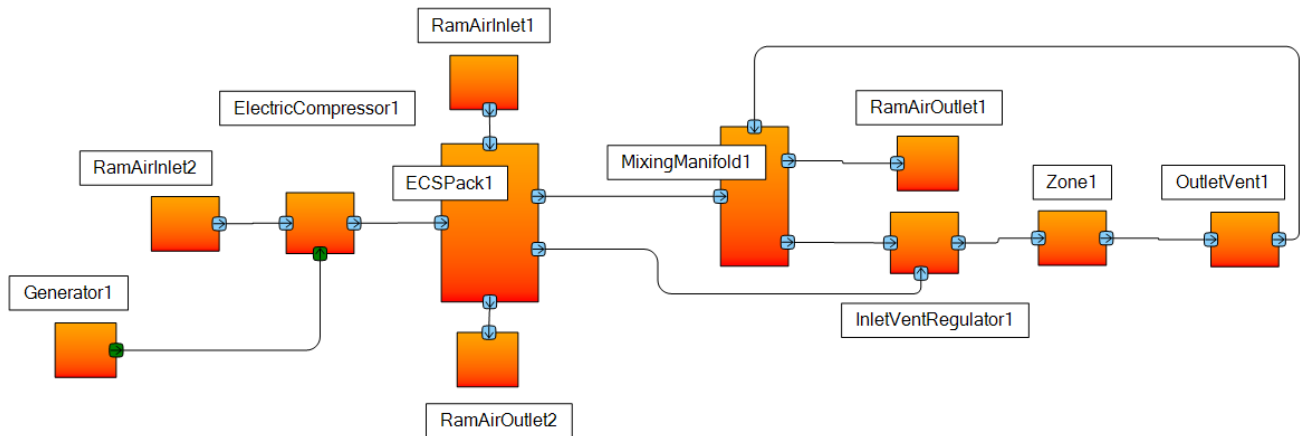 RamAirInlet1
ElectricCompressor1
RamAirOutlet1
RamAirInlet2
ECSPack1
MixingManifold1
Zone1
OutletVent1
Generator1
InletVentRegulator1
RamAirOutlet2